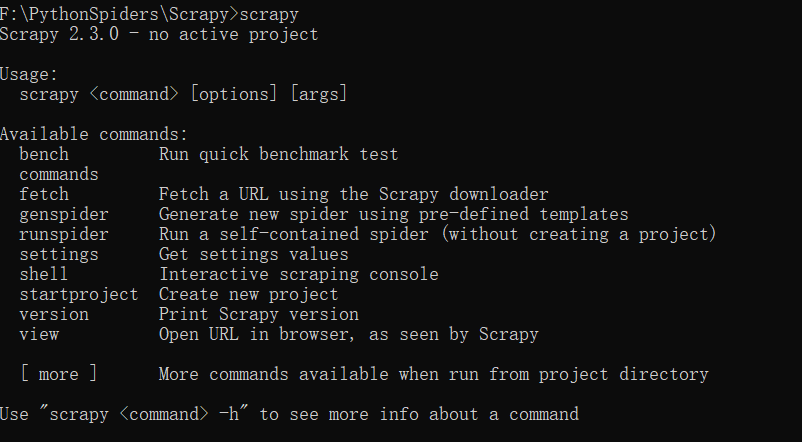 F:\PythonSpiders\Scrapy>scrapy
Scrapy 2.3.0 - no active project
Usage:
scrapy <command> [options] [args]
Available commands:
bench Run quick benchmark test
commands
fetch Fetch a URL using the Scrapy downloader
genspider Generate new spider using pre-defined templates
runspider Run a self-contained spider (without creating a project)
settings Get settings values
shell Interactive scraping console
startproject Create new project
version Print Scrapy version
view Open URL in browser, as seen by Scrapy
[ more ] More commands available when run from project directory
Use "scrapy <command> -h" to see more info about a command